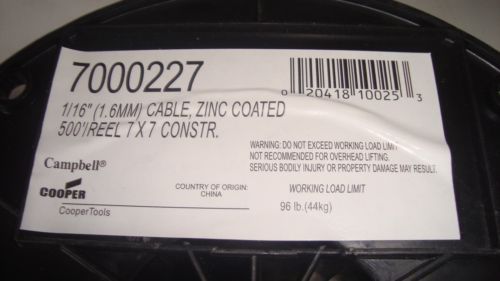 7000227
1/16" (1.6MM) CABLE, ZINC COATED
500'/REEL 7 X 7 CONSTR.
0 20418 10025 3
WARNING: DO NOT EXCEED WORKING LOAD LIMIT
NOT RECOMMENDED FOR OVERHEAD LIFTING.
SERIOUS BODILY INJURY OR PROPERTY DAMAGE MAY RESULT.
Campbell®
COOPER
CooperTools
COUNTRY OF ORIGIN:
CHINA
WORKING LOAD LIMIT
96 lb.(44kg)